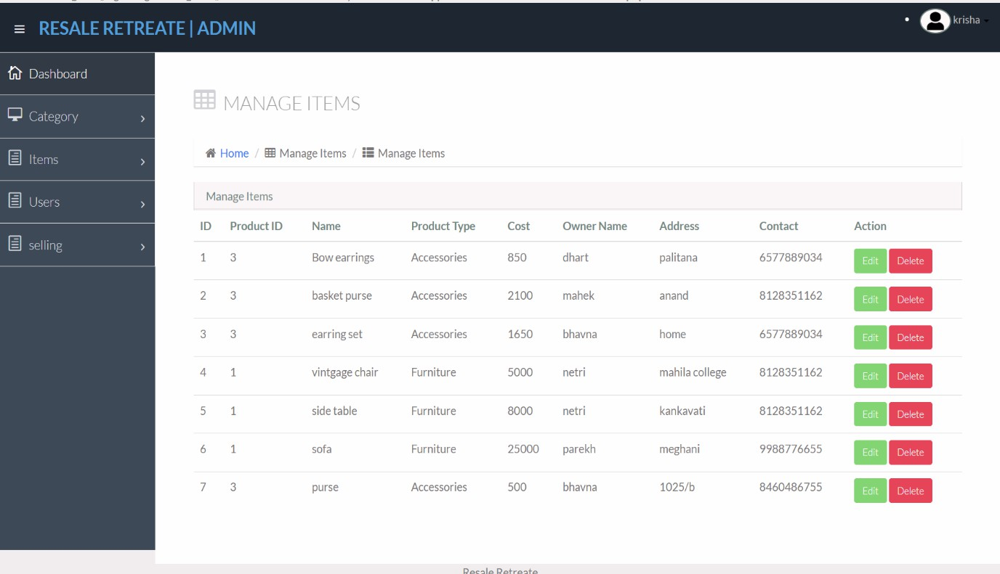 RESALE RETREATE | ADMIN
krisha
Dashboard
Category
Items
Users
selling
MANAGE ITEMS
Home / Manage Items / Manage Items
Manage Items
ID Product ID Name Product Type Cost Owner Name Address Contact Action
1 3 Bow earrings Accessories 850 dhart palitana 6577889034 Edit Delete
2 3 basket purse Accessories 2100 mahek anand 8128351162 Edit Delete
3 3 earring set Accessories 1650 bhavna home 6577889034 Edit Delete
4 1 vintgage chair Furniture 5000 netri mahila college 8128351162 Edit Delete
5 1 side table Furniture 8000 netri kankavati 8128351162 Edit Delete
6 1 sofa Furniture 25000 parekh meghani 9988776655 Edit Delete
7 3 purse Accessories 500 bhavna 1025/b 8460486755 Edit Delete
Resale Retreate